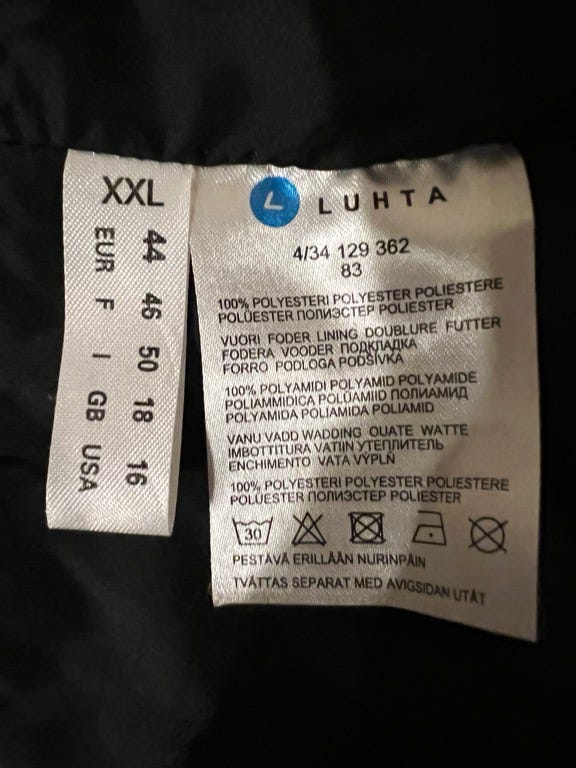 XXL
EUR 44
F 46
I 50
GB 18
USA 16
L LUHTA
4/34 129 362
83
100% POLYESTERI POLYESTER POLIESTERE
POLÜESTER ПОЛИЭСТЕР POLIESTER
VUORI FODER LINING DOUBLURE FUTTER
FODERA VOODER ПОДКЛАДКА
FORRO PODLOGA PODŠÍVKA
100% POLYAMIDI POLYAMID POLYAMIDE
POLIAMMIDICA POLÜAMIID ПОЛИАМИД
POLYAMIDA POLIAMIDA POLIAMID
VANU VADD WADDING OUATE WATTE
IMBOTTITURA VATIIN УТЕПЛИТЕЛЬ
ENCHIMENTO VATA VÝPLŇ
100% POLYESTERI POLYESTER POLIESTERE
POLÜESTER ПОЛИЭСТЕР POLIESTER
30
PESTÄVÄ ERILLÄÄN NURINPÄIN
TVÄTTAS SEPARAT MED AVIGSIDAN UTÅT